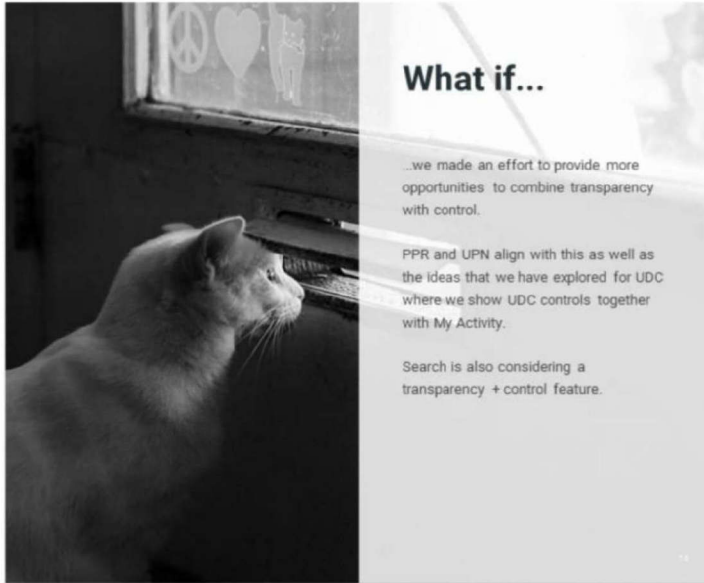 What if...
...we made an effort to provide more
opportunities to combine transparency
with control.
PPR and UPN align with this as well as
the ideas that we have explored for UDC
where we show UDC controls together
with My Activity.
Search is also considering a
transparency + control feature.